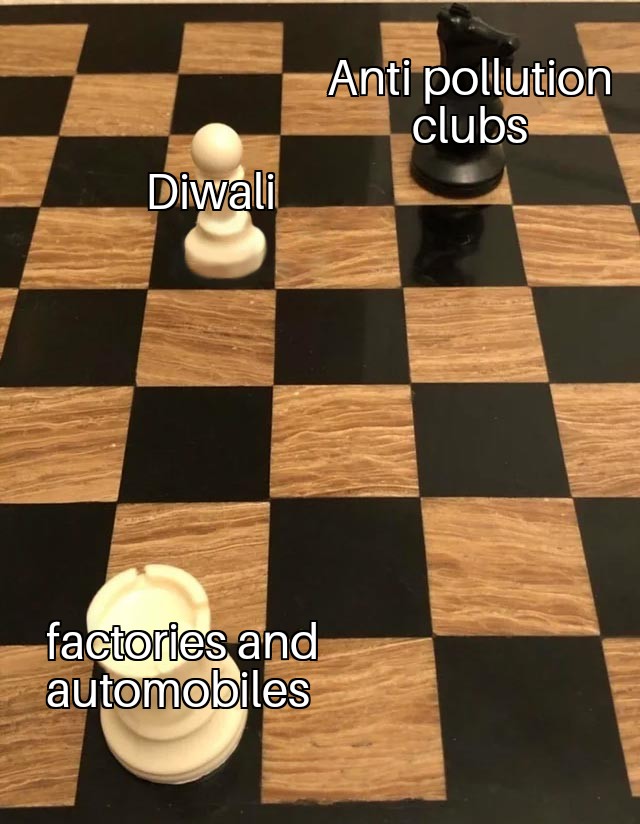 Anti pollution
clubs
Diwali
factories and
automobiles